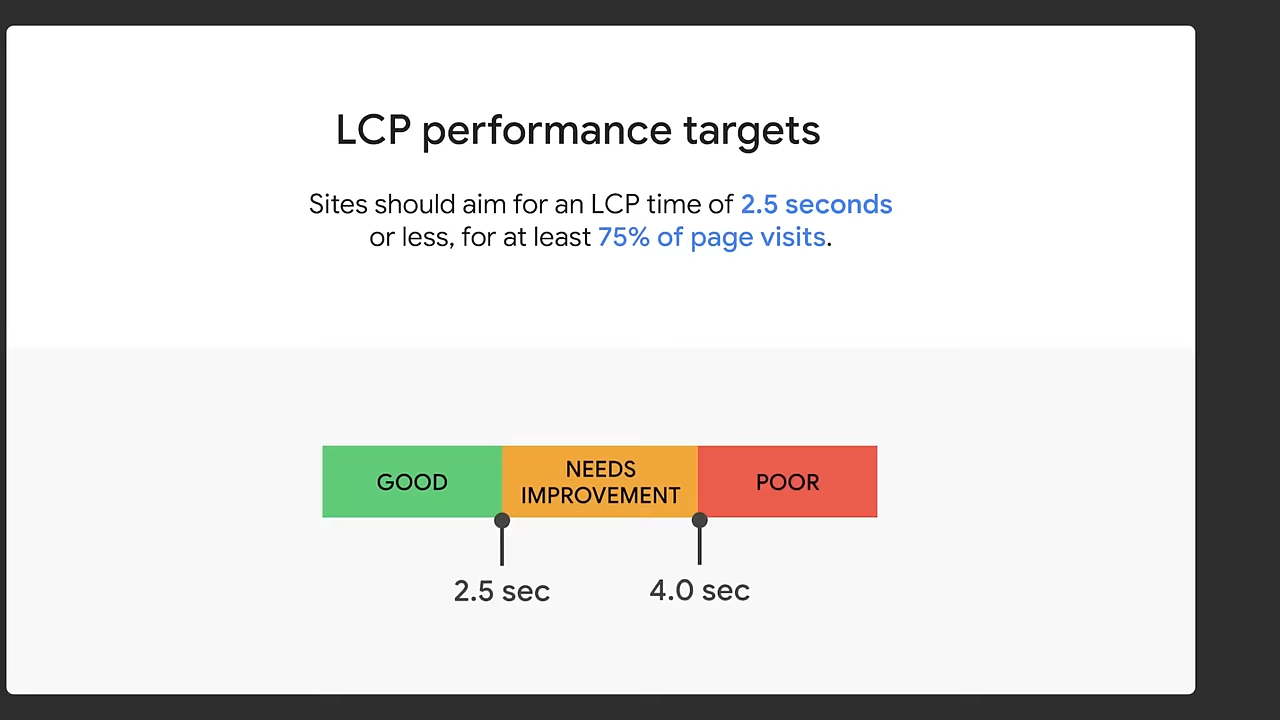 LCP performance targets
Sites should aim for an LCP time of 2.5 seconds
or less, for at least 75% of page visits.
GOOD
NEEDS
IMPROVEMENT
POOR
2.5 sec
4.0 sec